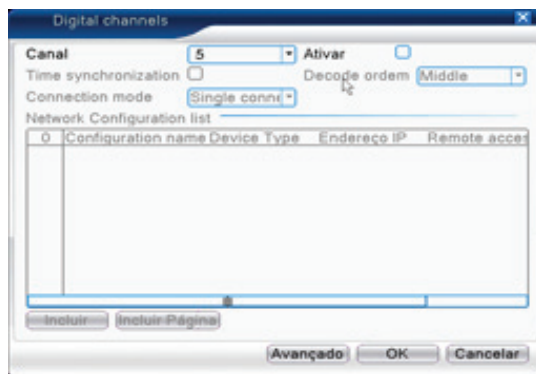 Digital channels
Canal 5 Ativar
Time synchronization Decode ordem Middle
Connection mode Single conne
Network Configuration list
0 Configuration name Device Type Endereço IP Remote acces
Incluir Incluir Página
Avançado OK Cancelar